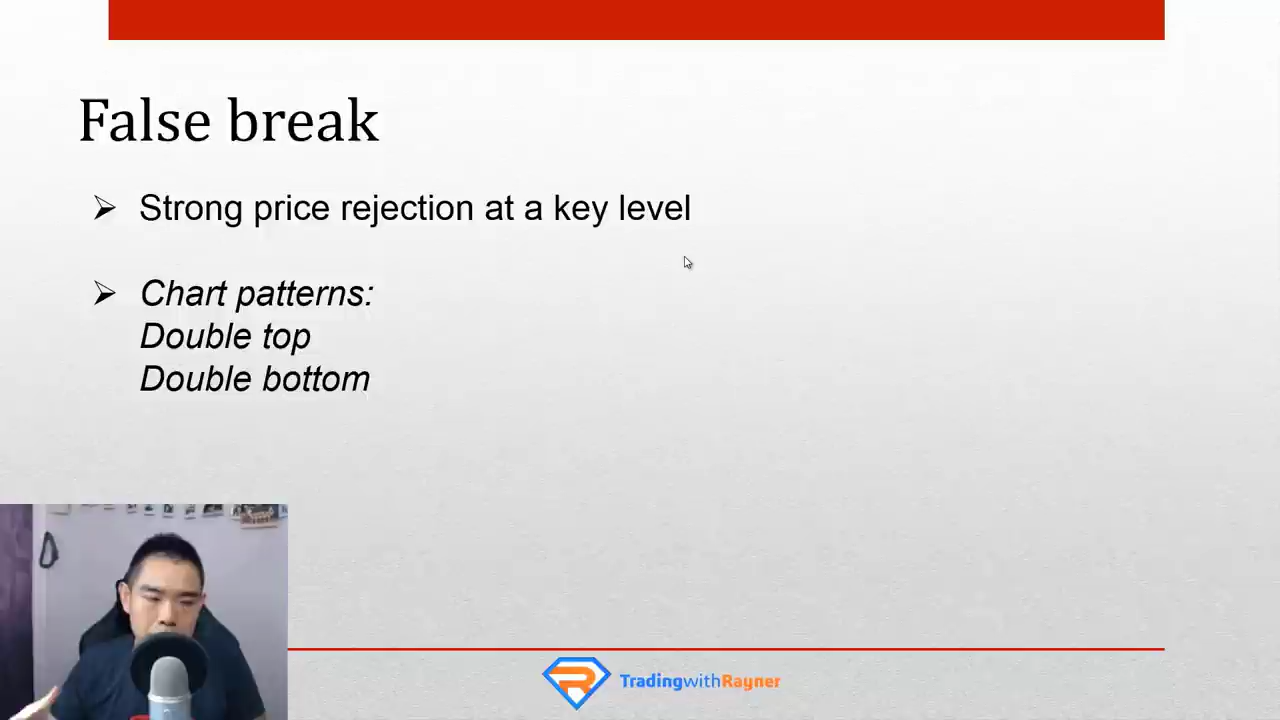 False break
Strong price rejection at a key level
Chart patterns:
Double top
Double bottom
TradingwithRayner